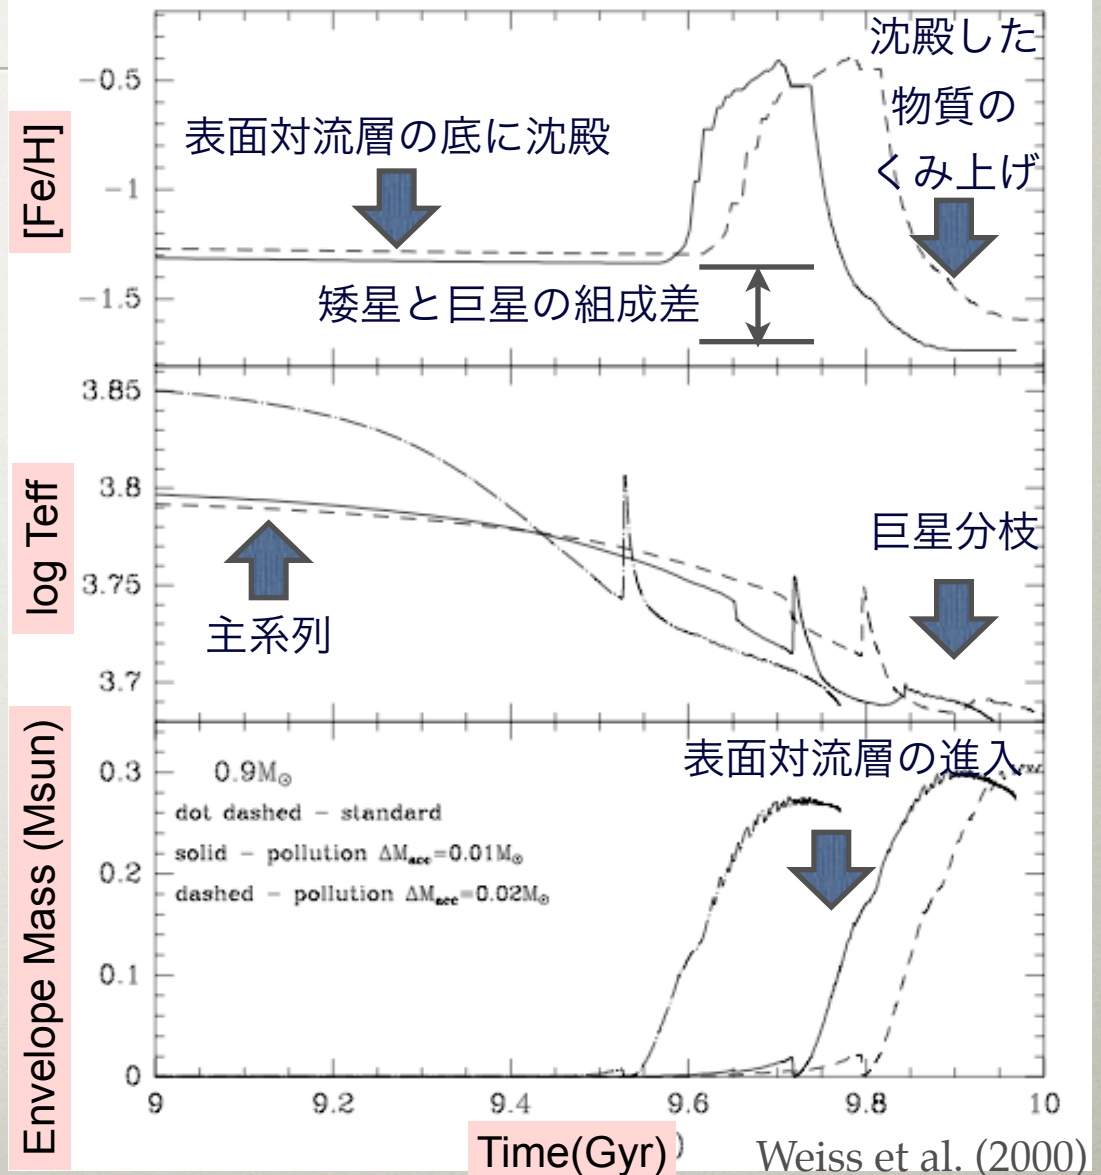 沈殿した
物質の
くみ上げ
表面対流層の底に沈殿
矮星と巨星の組成差
[Fe/H]
-0.5
-1
-1.5
log Teff
3.85
3.8
3.75
3.7
主系列
巨星分枝
Envelope Mass (Msun)
表面対流層の進入
0.3
0.2
0.1
0
0.9M⊙
dot dashed - standard
solid - pollution ΔMacc=0.01M⊙
dashed - pollution ΔMacc=0.02M⊙
9 9.2 9.4 9.6 9.8 10
Time(Gyr) )
Weiss et al. (2000)